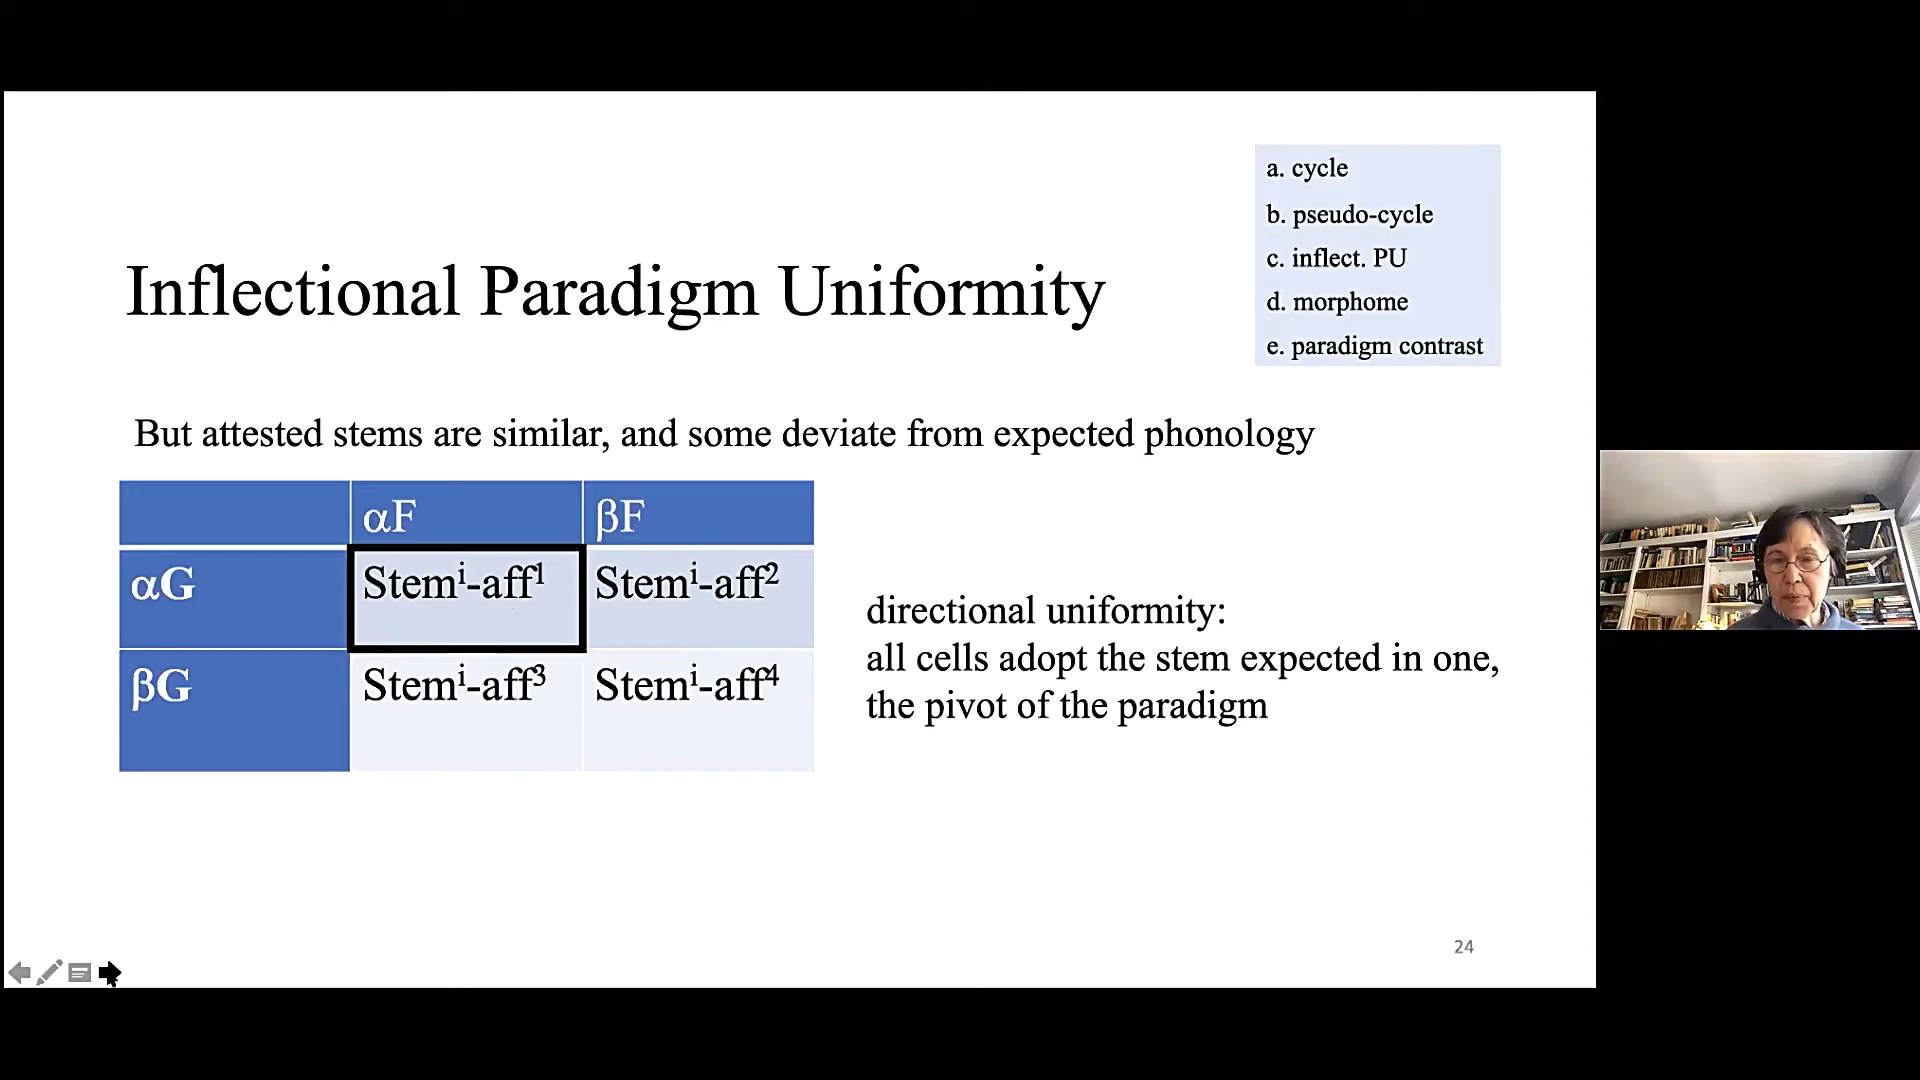 a. cycle
b. pseudo-cycle
c. inflect. PU
d. morphome
e. paradigm contrast
Inflectional Paradigm Uniformity
But attested stems are similar, and some deviate from expected phonology
αF βF
αG Stemⁱ-aff¹ Stemⁱ-aff²
βG Stemⁱ-aff³ Stemⁱ-aff⁴
directional uniformity:
all cells adopt the stem expected in one,
the pivot of the paradigm
24